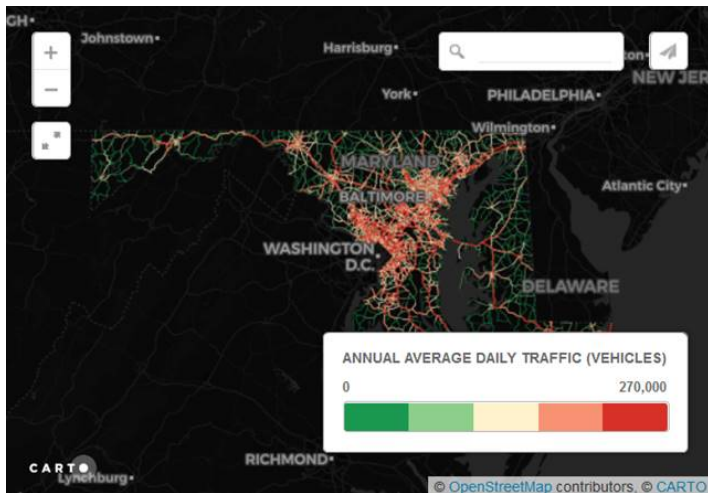 GH
Johnstown
Harrisburg
ton
NEW JER
York
PHILADELPHIA
Wilmington
MARYLAND
Atlantic City
BALTIMORE
WASHINGTON
D.C.
DELAWARE
ANNUAL AVERAGE DAILY TRAFFIC (VEHICLES)
0 270,000
RICHMOND
CARTO
Lynchburg
© OpenStreetMap contributors, © CARTO